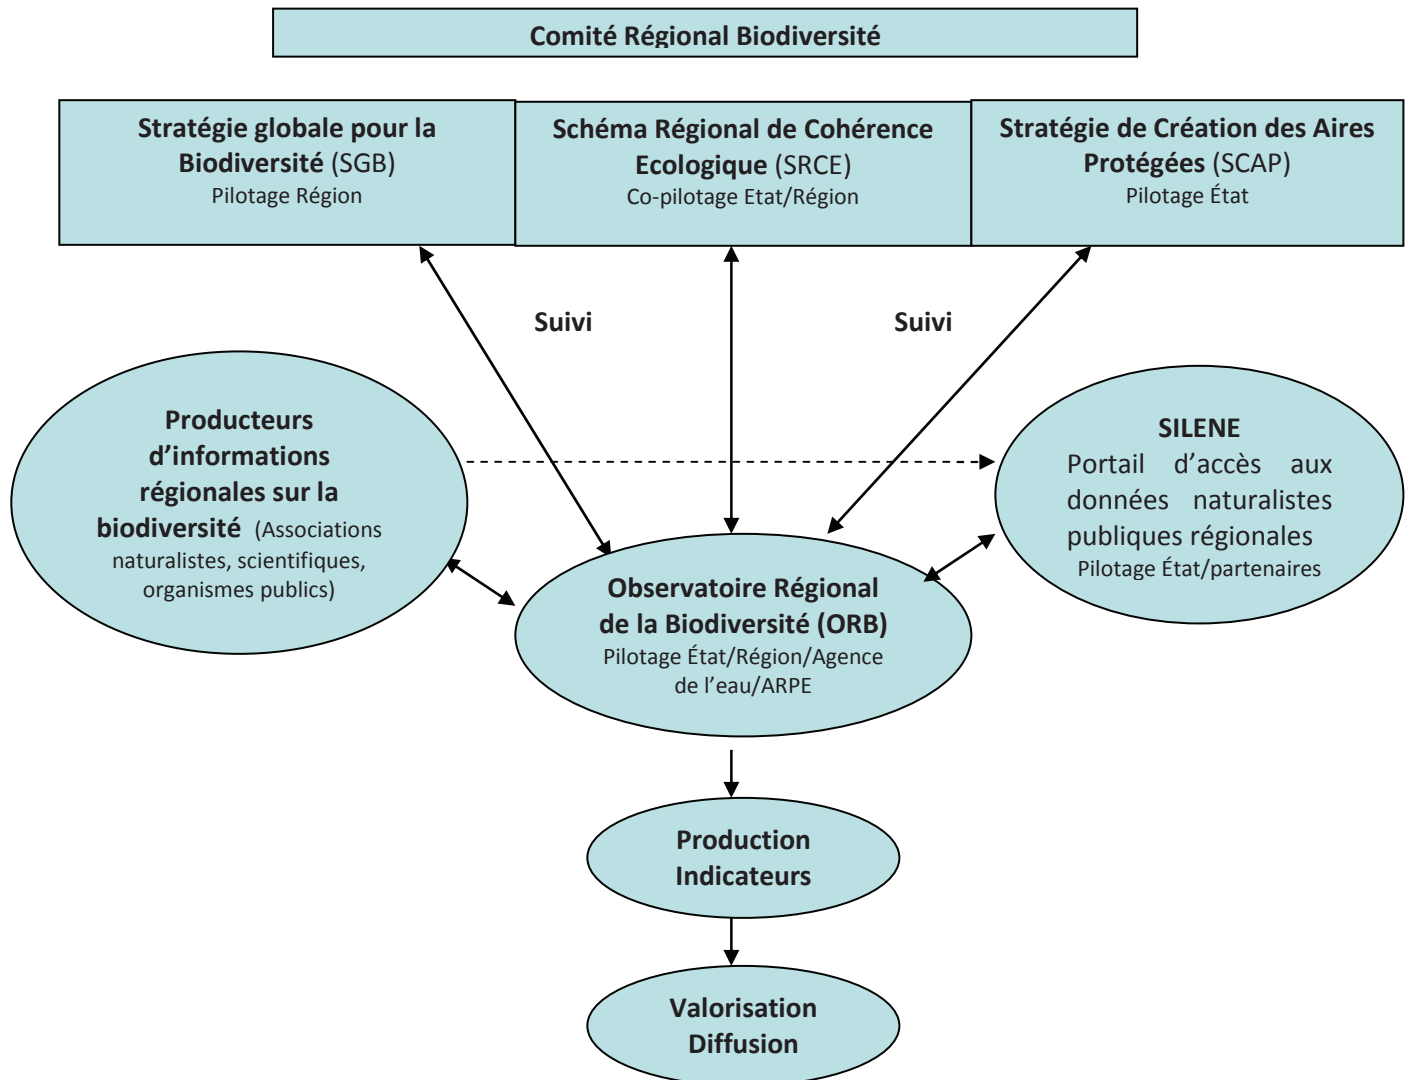 Comité Régional Biodiversité
Stratégie globale pour la
Biodiversité (SGB)
Pilotage Région
Schéma Régional de Cohérence
Ecologique (SRCE)
Co-pilotage Etat/Région
Stratégie de Création des Aires
Protégées (SCAP)
Pilotage État
Suivi
Suivi
Producteurs
d’informations
régionales sur la
biodiversité (Associations
naturalistes, scientifiques,
organismes publics)
SILENE
Portail d’accès aux
données naturalistes
publiques régionales
Pilotage État/partenaires
Observatoire Régional
de la Biodiversité (ORB)
Pilotage État/Région/Agence
de l’eau/ARPE
Production
Indicateurs
Valorisation
Diffusion